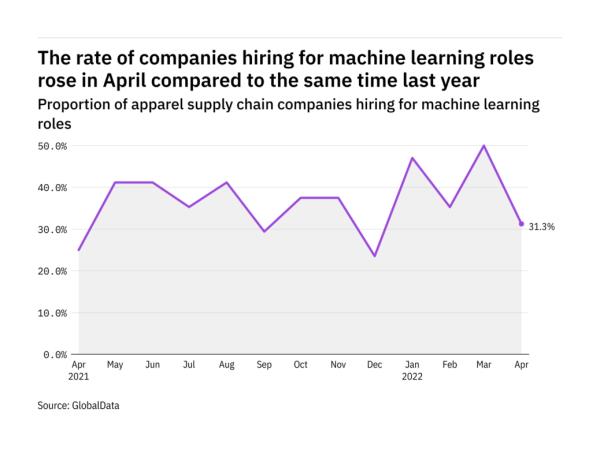 The rate of companies hiring for machine learning roles
rose in April compared to the same time last year
Proportion of apparel supply chain companies hiring for machine learning
roles
50.0%
40.0%
30.0%
20.0%
10.0%
0.0%
31.3%
Apr May Jun Jul Aug Sep Oct Nov Dec Jan Feb Mar Apr
2021 2022
Source: GlobalData